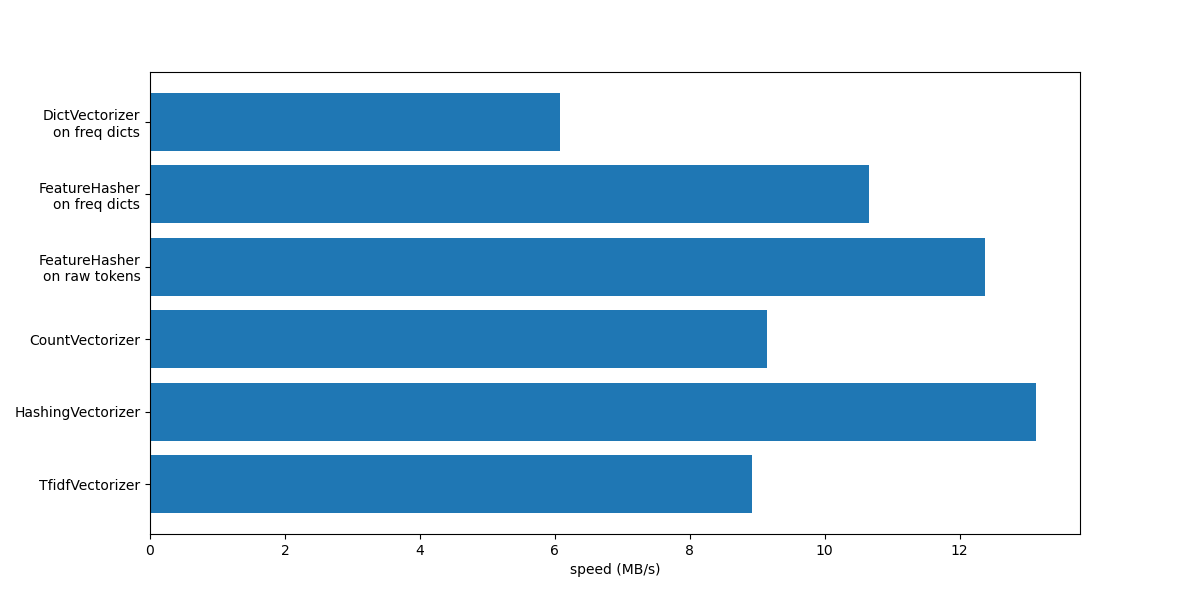 DictVectorizer
on freq dicts
FeatureHasher
on freq dicts
FeatureHasher
on raw tokens
CountVectorizer
HashingVectorizer
TfidfVectorizer
0 2 4 6 8 10 12
speed (MB/s)